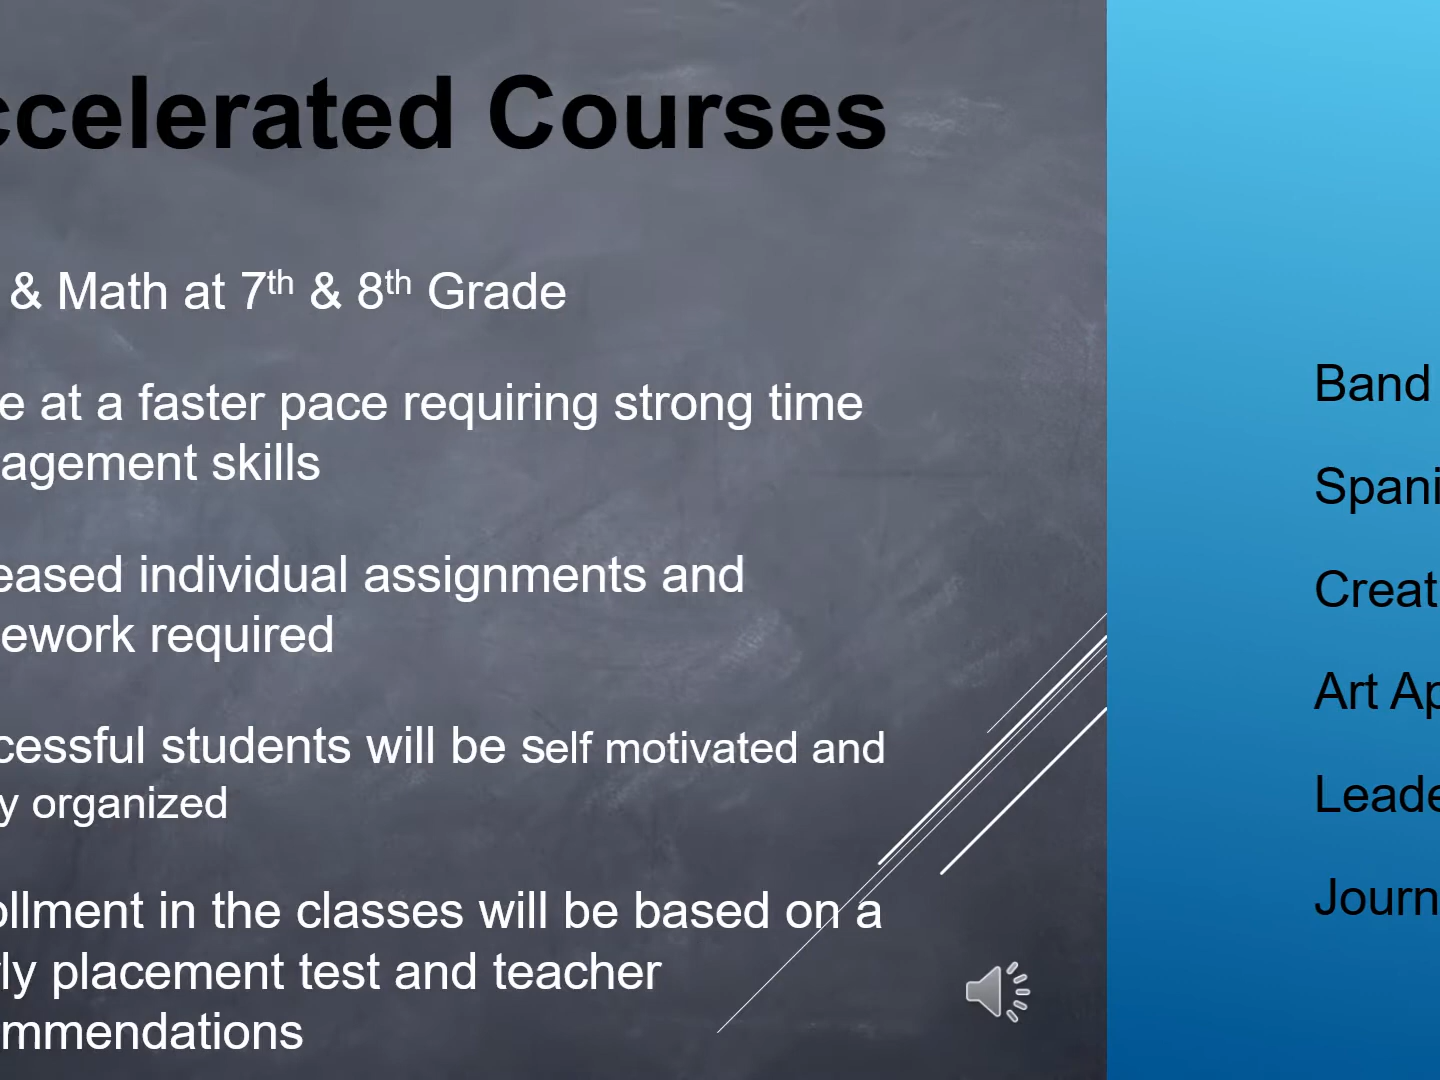 ccelerated Courses
& Math at 7th & 8th Grade
e at a faster pace requiring strong time
agement skills
eased individual assignments and
ework required
cessful students will be self motivated and
y organized
ollment in the classes will be based on a
rly placement test and teacher
ommendations
Band
Spani
Creat
Art Ap
Leade
Journ